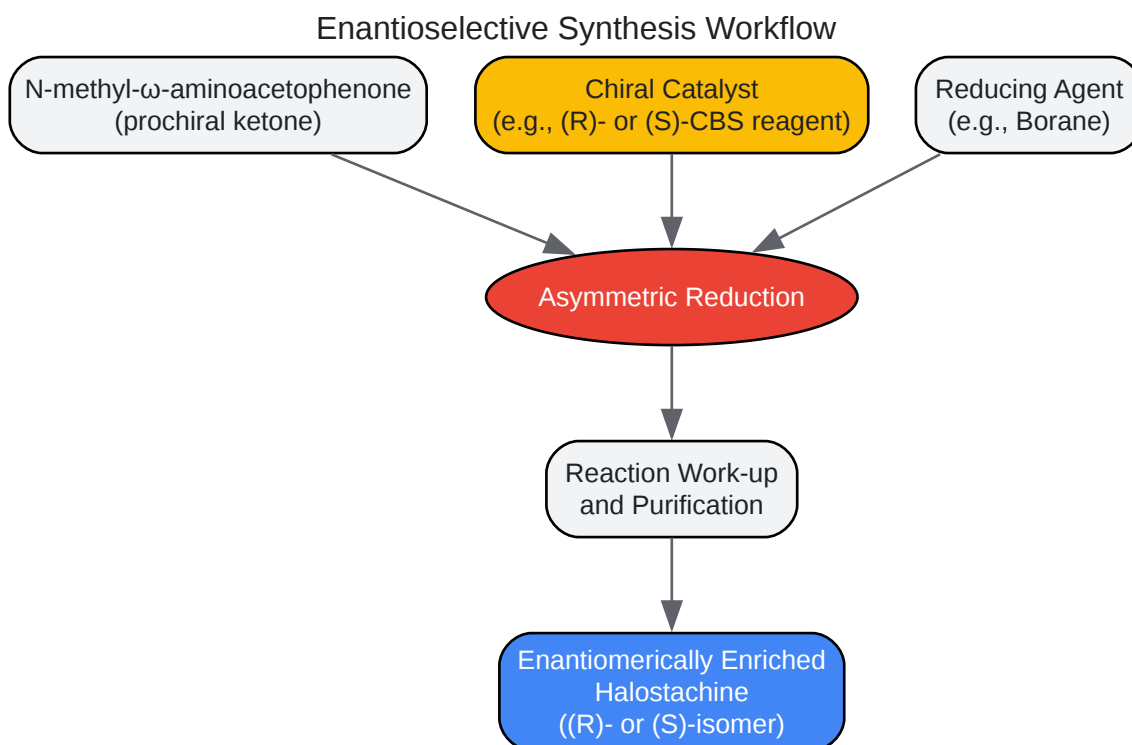 Enantioselective Synthesis Workflow
N-methyl-ω-aminoacetophenone
(prochiral ketone)
Chiral Catalyst
(e.g., (R)- or (S)-CBS reagent)
Reducing Agent
(e.g., Borane)
Asymmetric Reduction
Reaction Work-up
and Purification
Enantiomerically Enriched
Halostachine
((R)- or (S)-isomer)